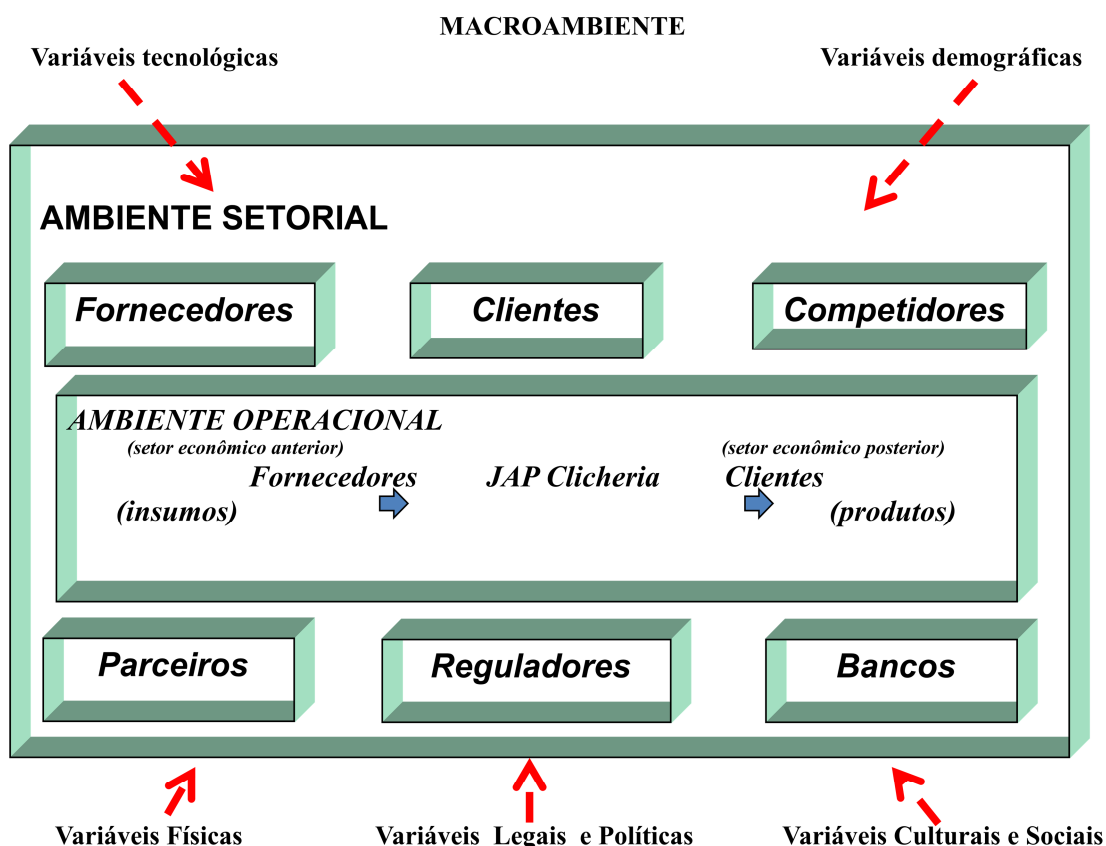 MACROAMBIENTE
Variáveis tecnológicas
Variáveis demográficas
AMBIENTE SETORIAL
Fornecedores
Clientes
Competidores
AMBIENTE OPERACIONAL
(setor econômico anterior)
(setor econômico posterior)
Fornecedores
JAP Clicheria
Clientes
(insumos)
(produtos)
Parceiros
Reguladores
Bancos
Variáveis Físicas
Variáveis Legais e Políticas
Variáveis Culturais e Sociais